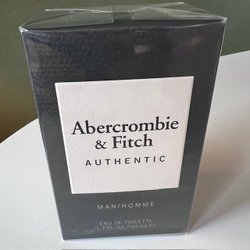 Abercrombie
& Fitch
AUTHENTIC
MAN/HOMME
EAU DE TOILETTE